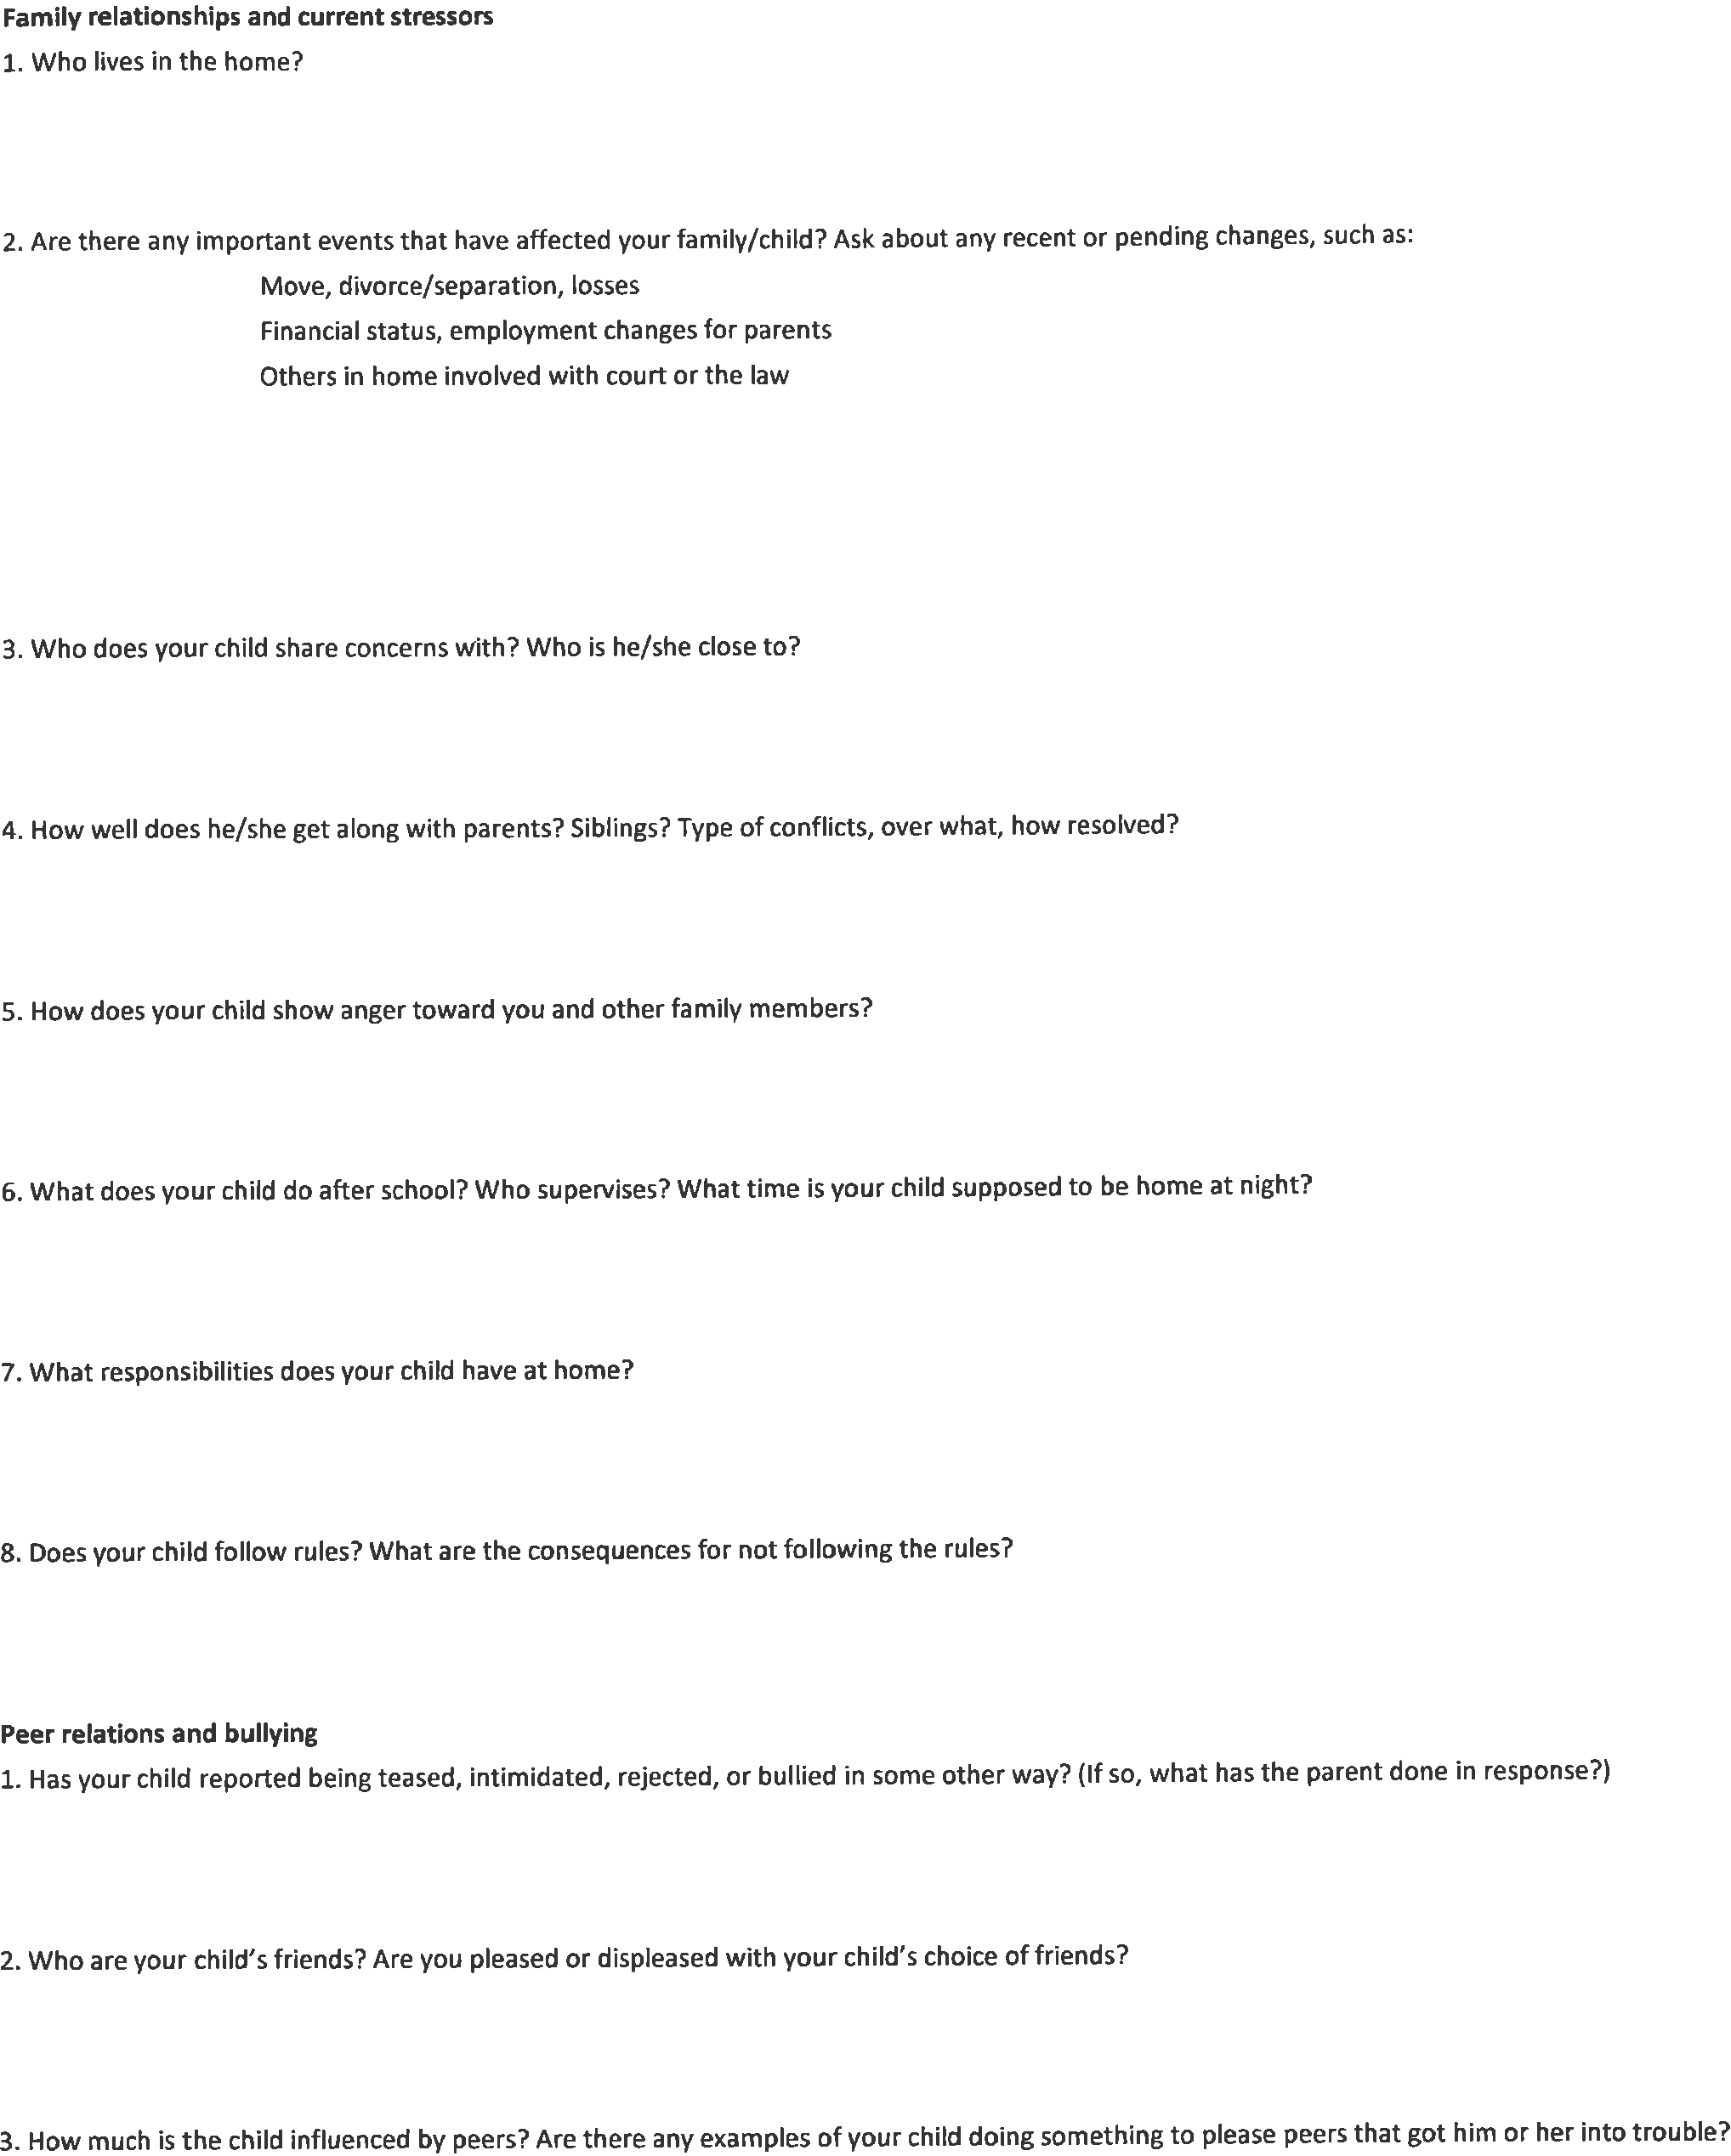 Family relationships and current stressors
1. Who lives in the home?
2. Are there any important events that have affected your family/child? Ask about any recent or pending changes, such as:
Move, divorce/separation, losses
Financial status, employment changes for parents
Others in home involved with court or the law
3. Who does your child share concerns with? Who is he/she close to?
4. How well does he/she get along with parents? Siblings? Type of conflicts, over what, how resolved?
5. How does your child show anger toward you and other family members?
6. What does your child do after school? Who supervises? What time is your child supposed to be home at night?
7. What responsibilities does your child have at home?
8. Does your child follow rules? What are the consequences for not following the rules?
Peer relations and bullying
1. Has your child reported being teased, intimidated, rejected, or bullied in some other way? (If so, what has the parent done in response?)
2. Who are your child's friends? Are you pleased or displeased with your child's choice of friends?
3. How much is the child influenced by peers? Are there any examples of your child doing something to please peers that got him or her into trouble?